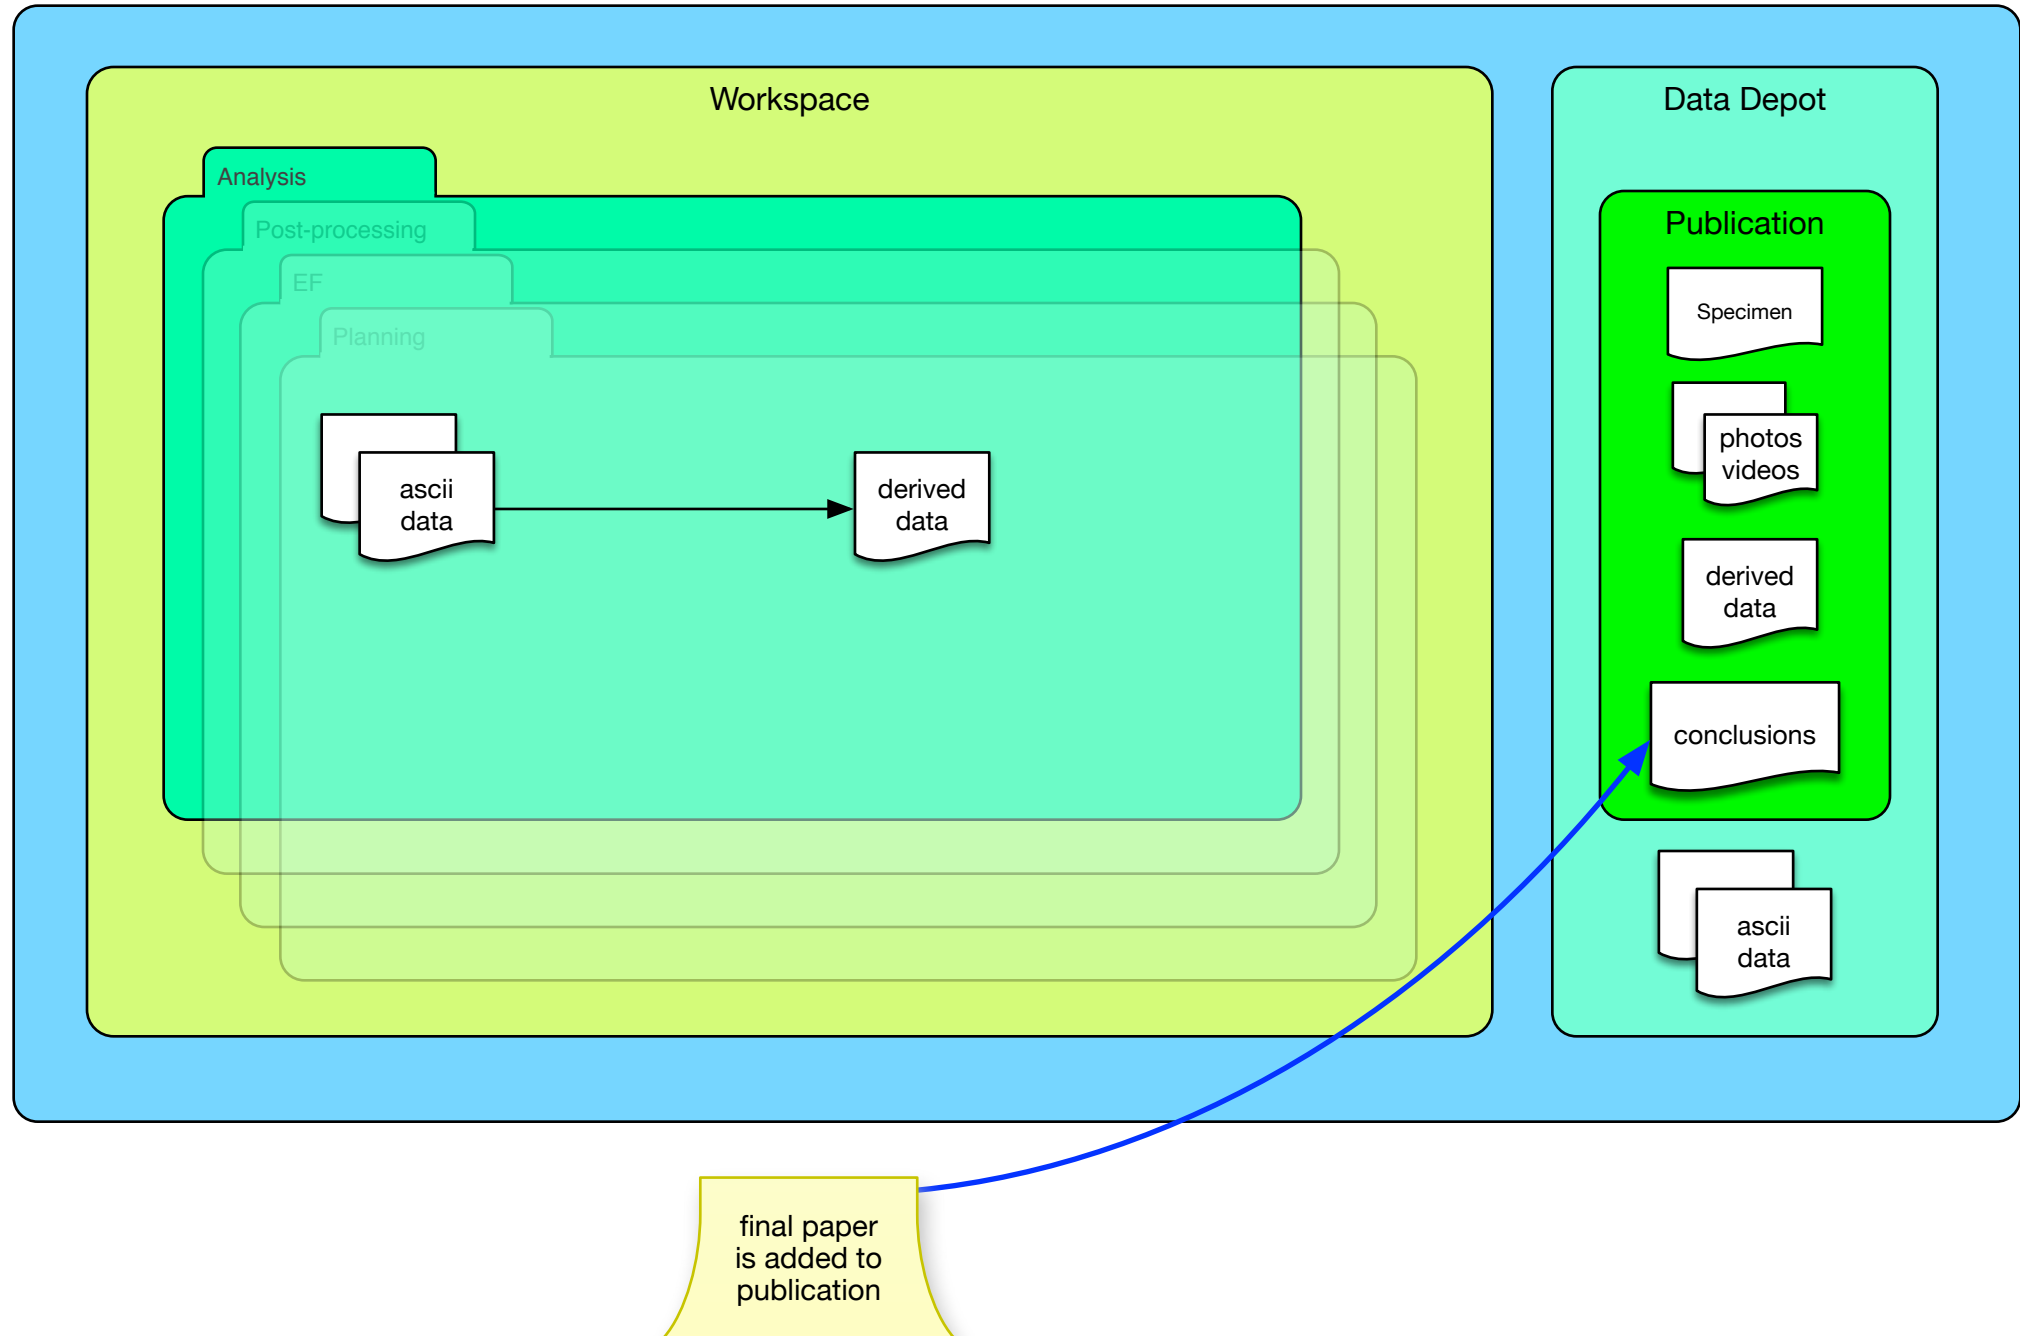 Workspace
Analysis
Post-processing
EF
Planning
ascii
data
derived
data
Data Depot
Publication
Specimen
photos
videos
derived
data
conclusions
ascii
data
final paper
is added to
publication